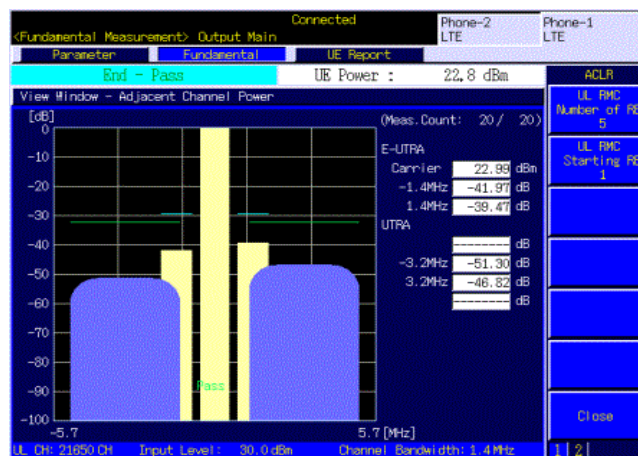 Connected
Phone-2
LTE
Phone-1
LTE
<Fundamental Measurement> Output Main
Parameter
Fundamental
UE Report
End - Pass
UE Power :
22.8 dBm
ACLR
View Window - Adjacent Channel Power
UL RMC
Number of RB
5
UL RMC
Starting RB
1
[dB]
(Meas.Count: 20/ 20)
0
-10
-20
-30
-40
-50
-60
-70
-80
-90
-100
E-UTRA
Carrier 22.99 dBm
-1.4MHz -41.97 dB
1.4MHz -39.47 dB
UTRA
------- dB
-3.2MHz -51.30 dB
3.2MHz -46.82 dB
------- dB
Pass
-5.7
5.7[MHz]
Close
UL CH: 21650 CH
Input Level: 30.0 dBm
Channel Bandwidth: 1.4 MHz
1
2